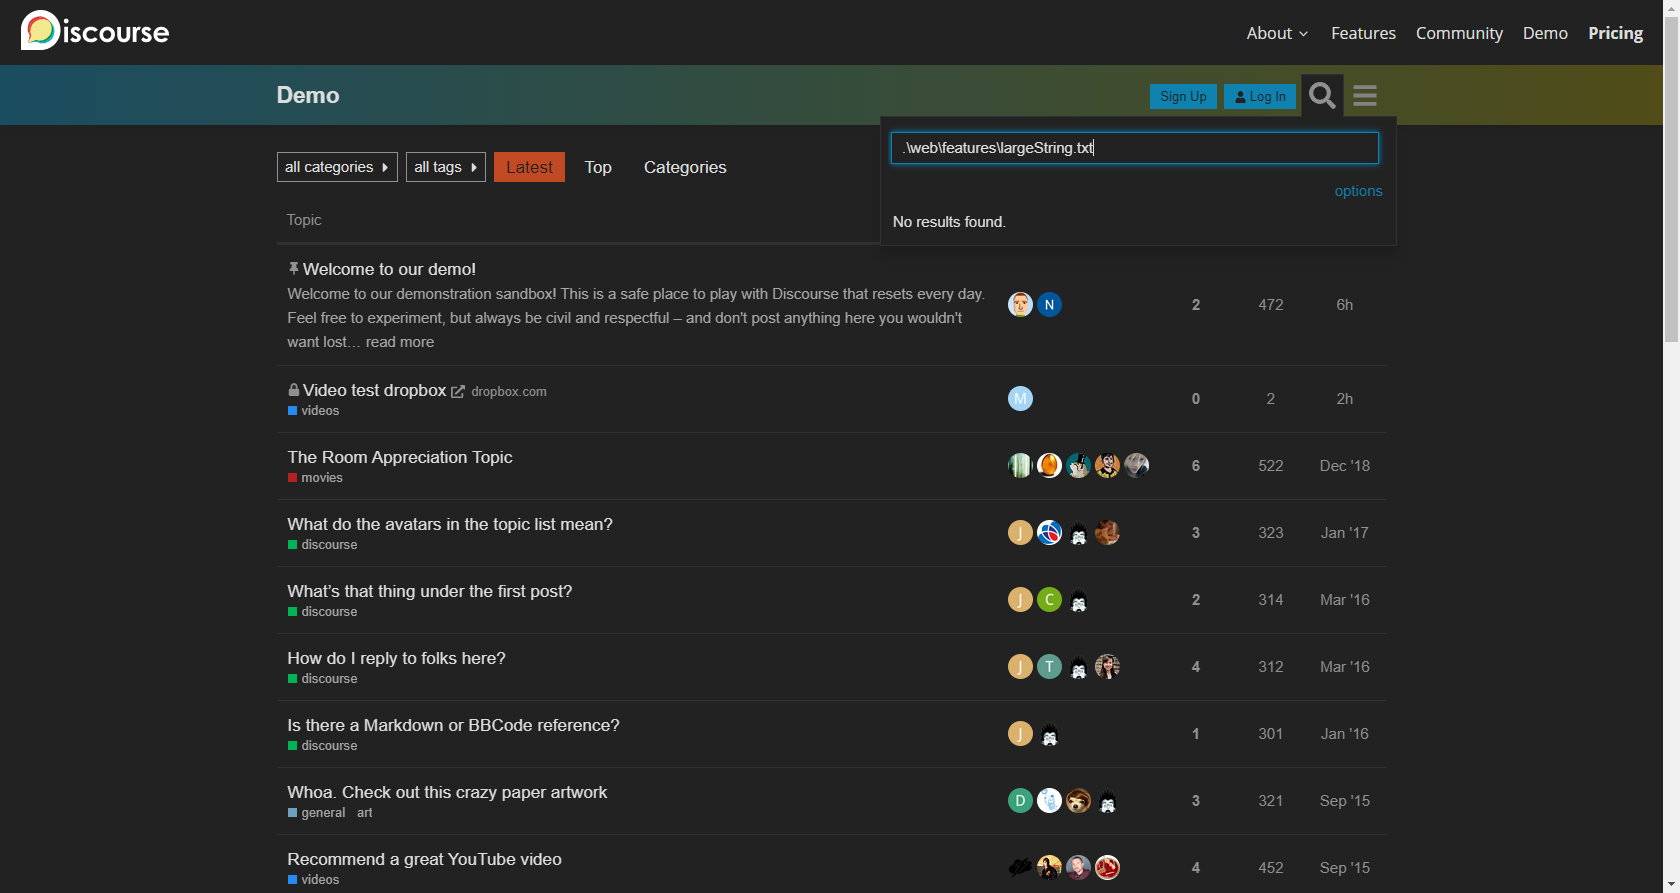 Discourse
About Features Community Demo Pricing
Demo
Sign Up Log In
.\web\features\largeString.txt
options
No results found.
all categories all tags Latest Top Categories
Topic
Welcome to our demo!
Welcome to our demonstration sandbox! This is a safe place to play with Discourse that resets every day.
Feel free to experiment, but always be civil and respectful – and don't post anything here you wouldn't
want lost… read more
N 2 472 6h
Video test dropbox dropbox.com
videos
M 0 2 2h
The Room Appreciation Topic
movies
6 522 Dec '18
What do the avatars in the topic list mean?
discourse
J 3 323 Jan '17
What’s that thing under the first post?
discourse
J C 2 314 Mar '16
How do I reply to folks here?
discourse
J T 4 312 Mar '16
Is there a Markdown or BBCode reference?
discourse
J 1 301 Jan '16
Whoa. Check out this crazy paper artwork
general art
D 3 321 Sep '15
Recommend a great YouTube video
videos
4 452 Sep '15